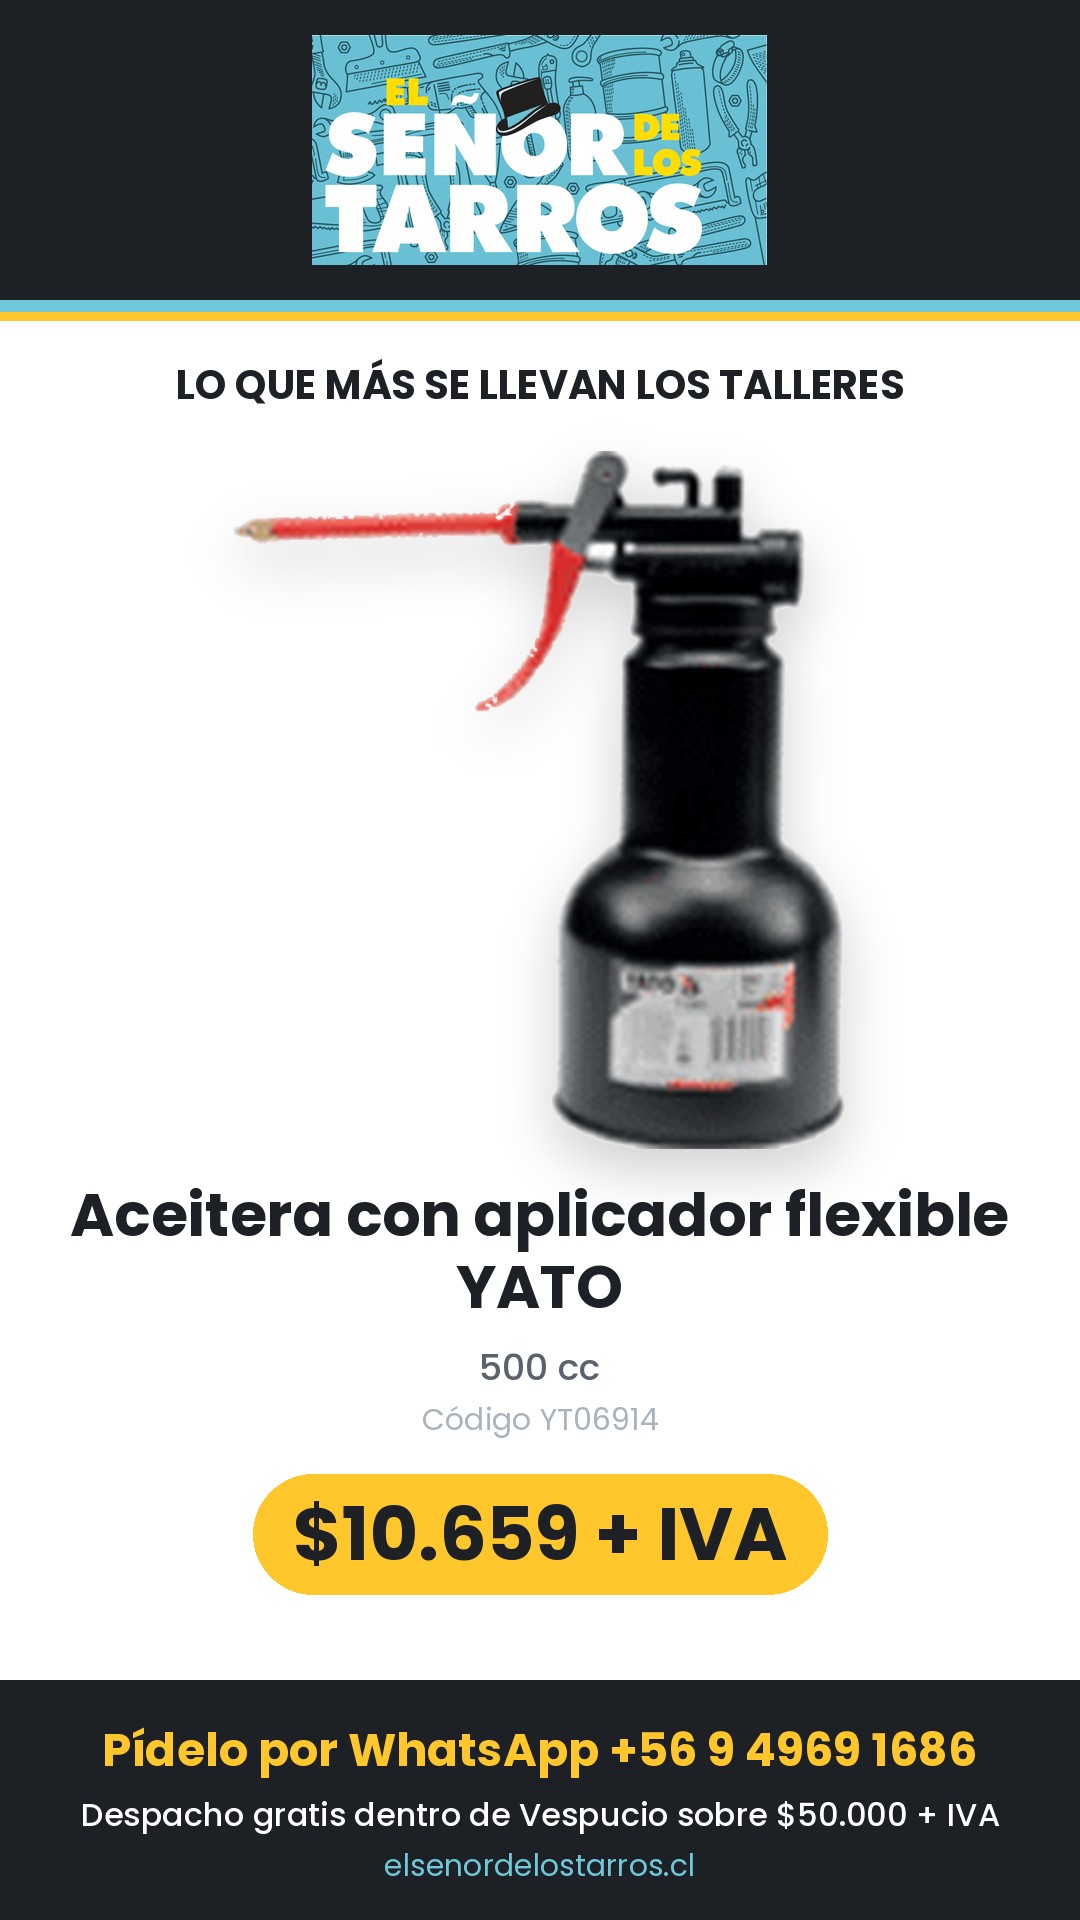 EL
SEÑOR DE LOS
TARROS
LO QUE MÁS SE LLEVAN LOS TALLERES
YATO
Aceitera con aplicador flexible
YATO
500 cc
Código YT06914
$10.659 + IVA
Pídelo por WhatsApp +56 9 4969 1686
Despacho gratis dentro de Vespucio sobre $50.000 + IVA
elsenordelostarros.cl